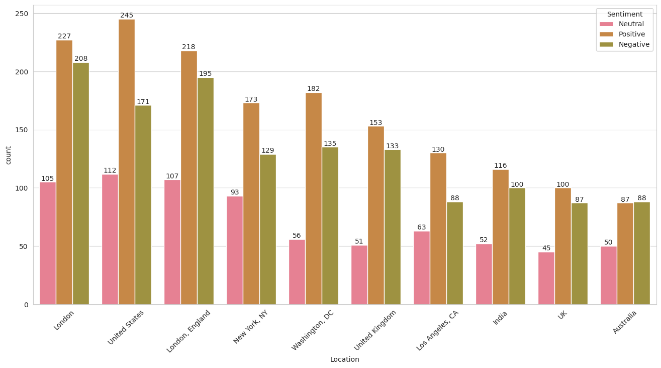 250
200
150
100
50
0
count
Sentiment
Neutral
Positive
Negative
105 227 208
112 245 171
107 218 195
93 173 129
56 182 135
51 153 133
63 130 88
52 116 100
45 100 87
50 87 88
London
United States
London, England
New York, NY
Washington, DC
United Kingdom
Los Angeles, CA
India
UK
Australia
Location